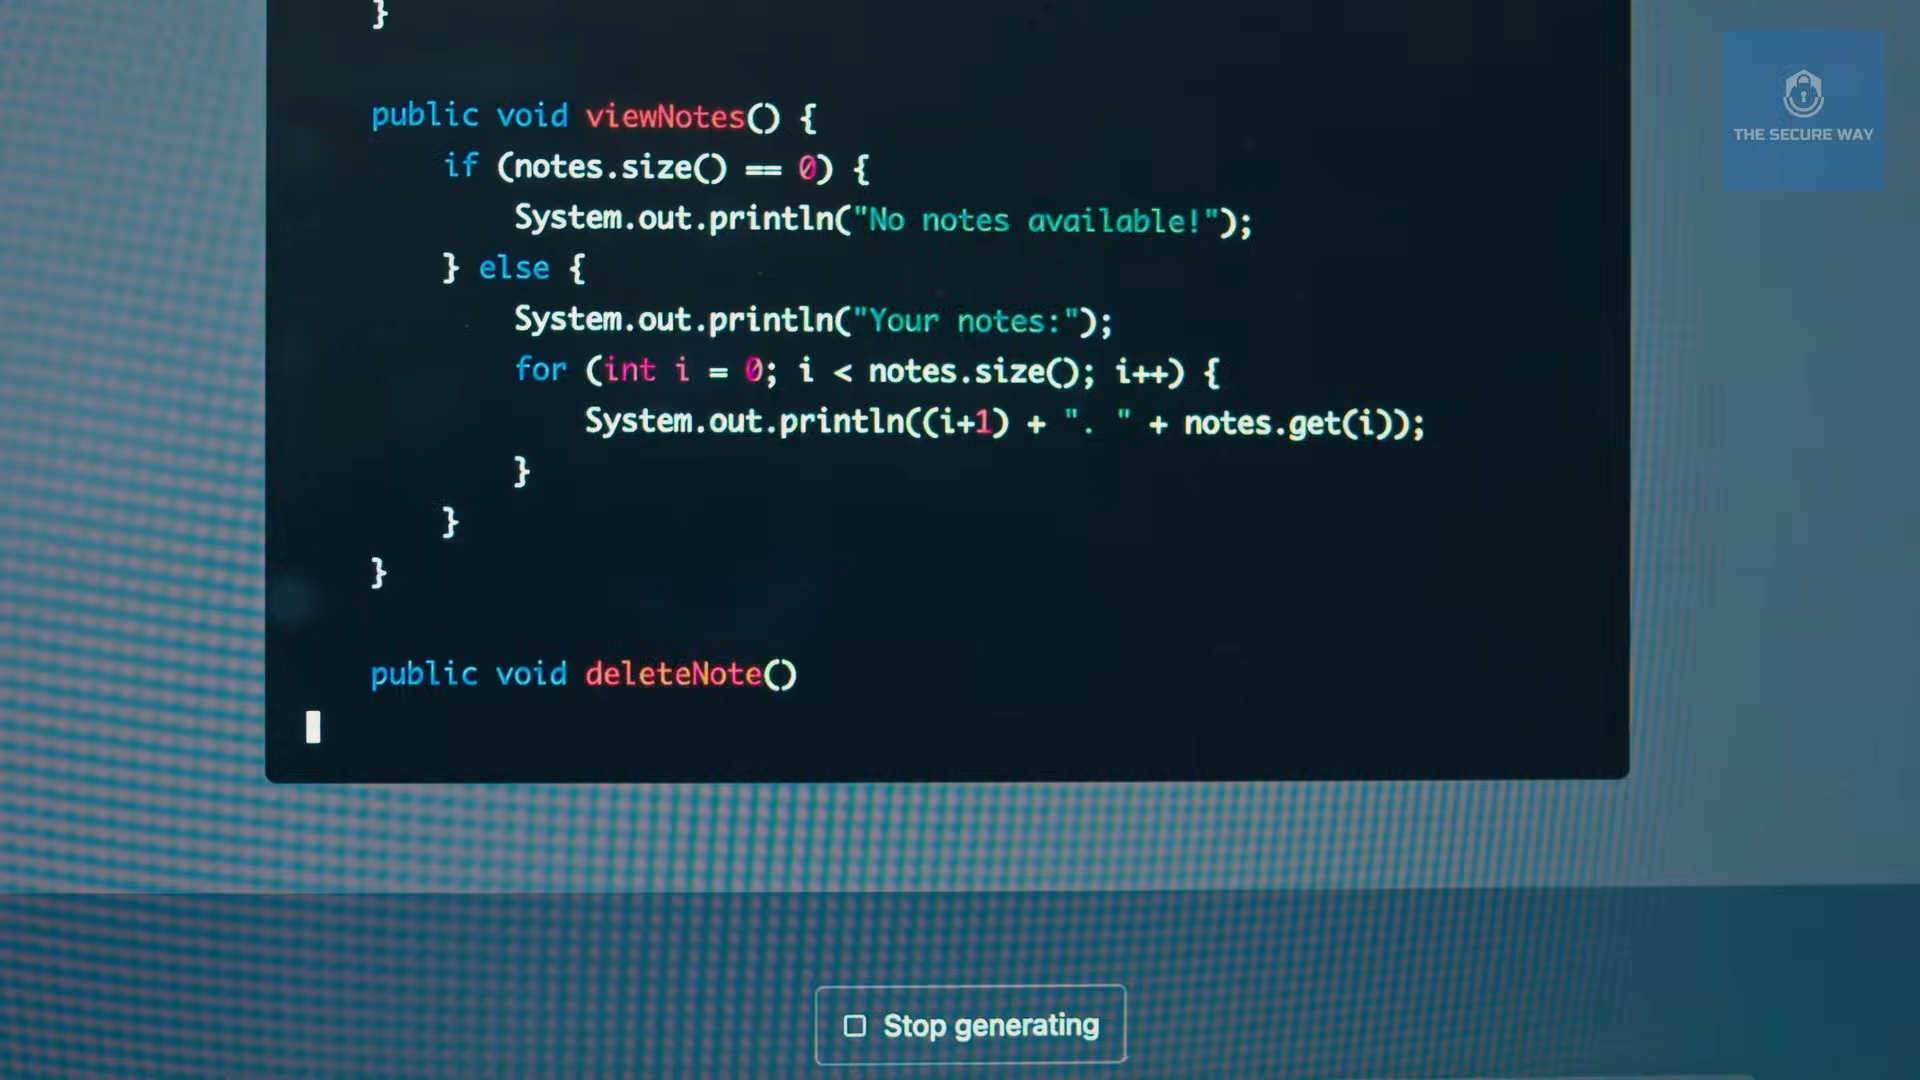 }
public void viewNotes() {
if (notes.size() == 0) {
System.out.println("No notes available!");
} else {
System.out.println("Your notes:");
for (int i = 0; i < notes.size(); i++) {
System.out.println((i+1) + ". " + notes.get(i));
}
}
}
public void deleteNote()
Stop generating
THE SECURE WAY